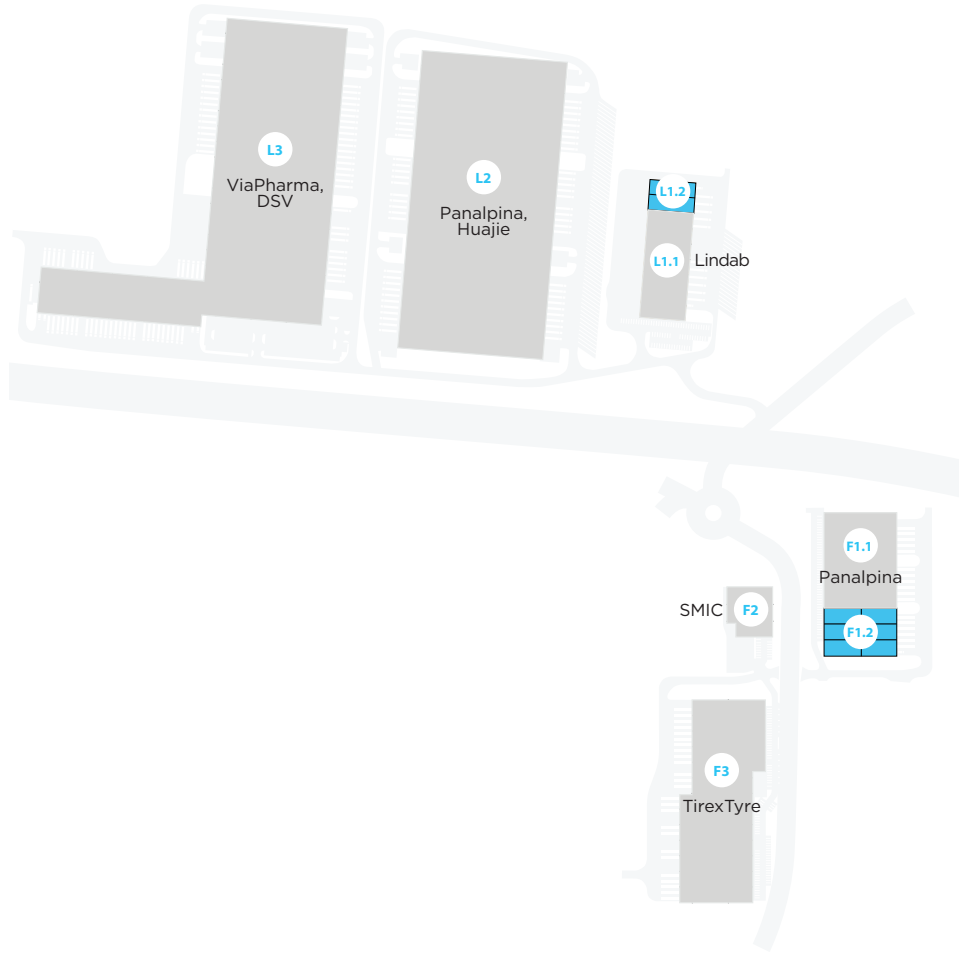 L3
ViaPharma,
DSV
L2
Panalpina,
Huajie
L1.2
L1.1
Lindab
F1.1
Panalpina
F1.2
SMIC
F2
F3
TirexTyre